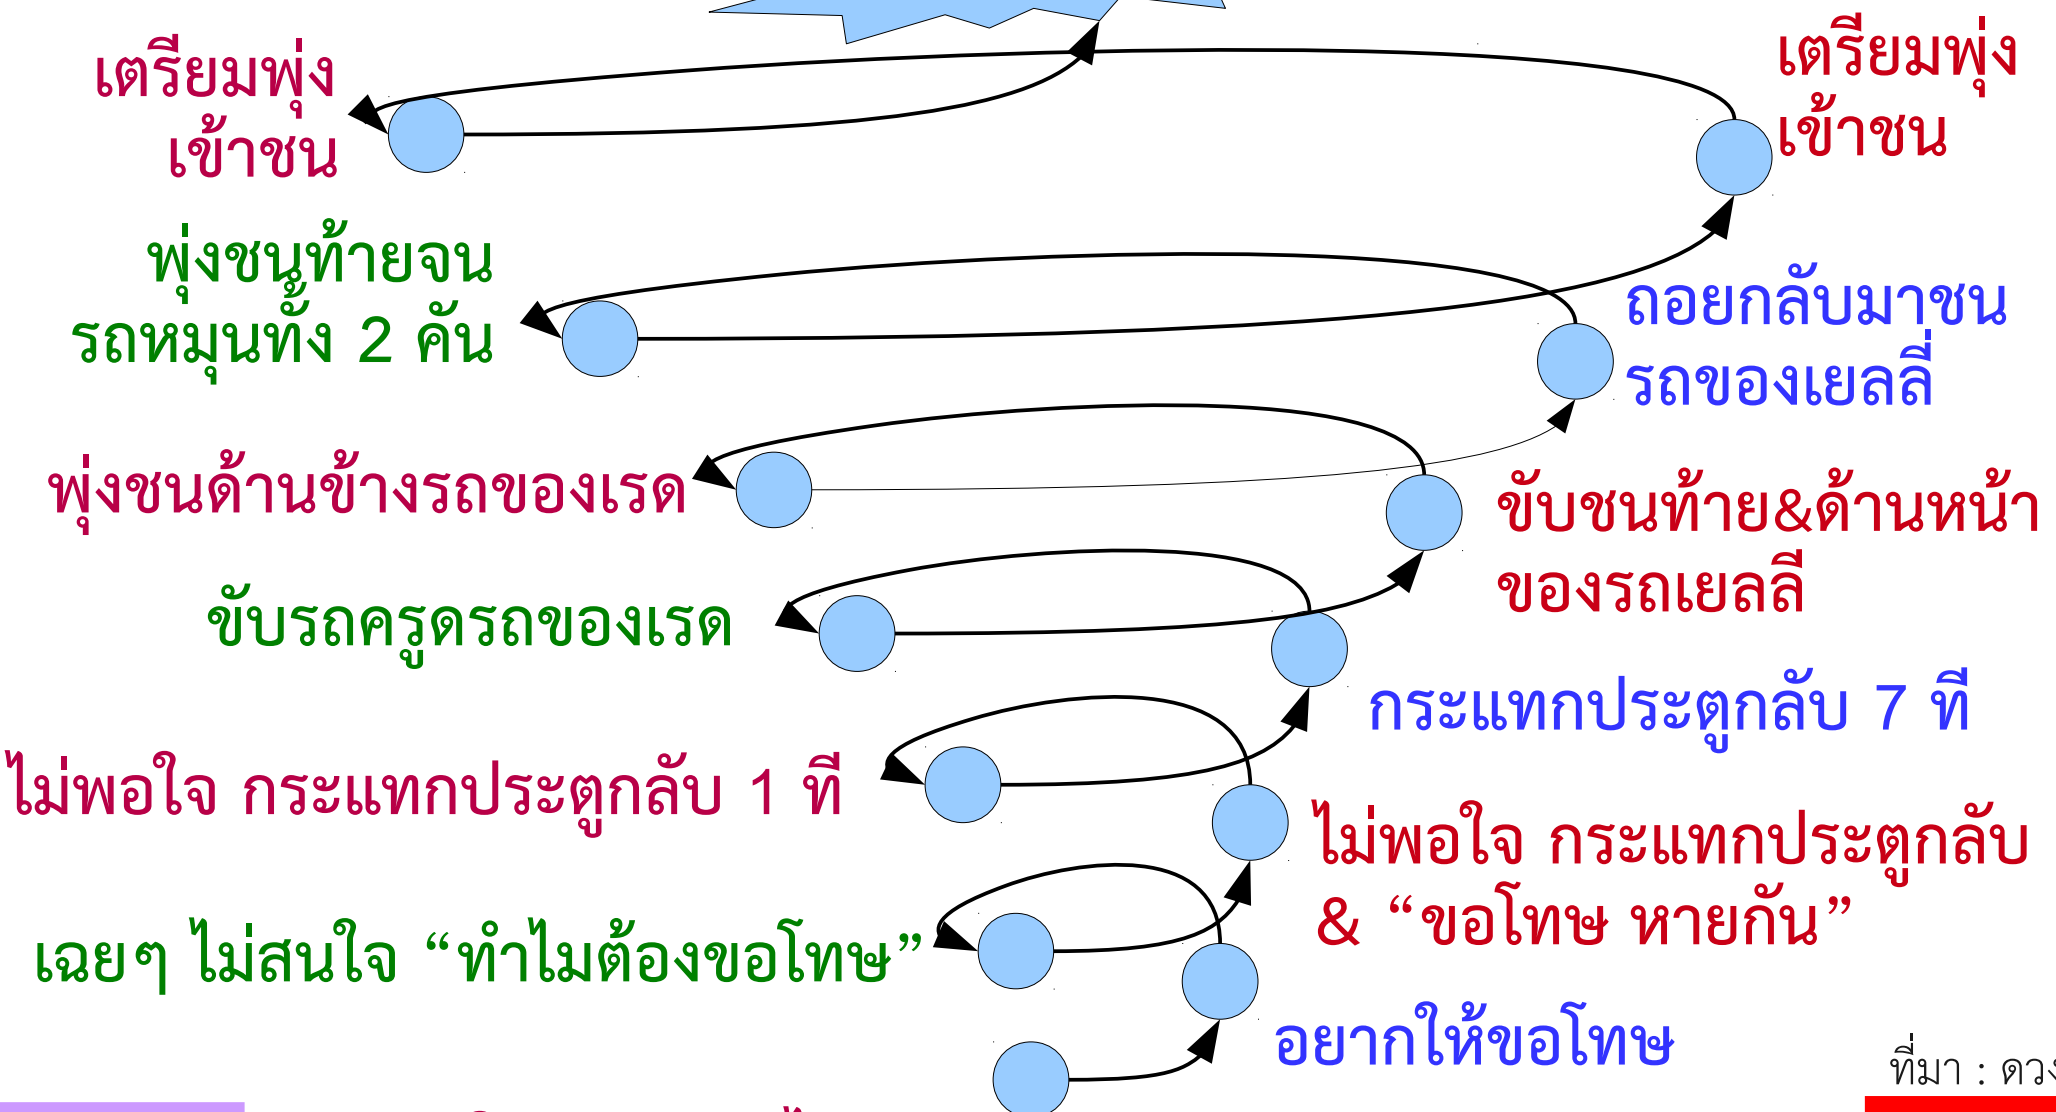 เตรียมพุ่ง
เข้าชน
เตรียมพุ่ง
เข้าชน
พุ่งชนท้ายจน
รถหมุนทั้ง 2 คัน
ถอยกลับมาชน
รถของเยลลี่
พุ่งชนด้านข้างรถของเรด
ขับชนท้าย&ด้านหน้า
ของรถเยลลี
ขับรถครูดรถของเรด
กระแทกประตูกลับ 7 ที
ไม่พอใจ กระแทกประตูกลับ 1 ที
ไม่พอใจ กระแทกประตูกลับ
& “ขอโทษ หายกัน”
เฉยๆ ไม่สนใจ “ทำไมต้องขอโทษ”
อยากให้ขอโทษ
ที่มา :